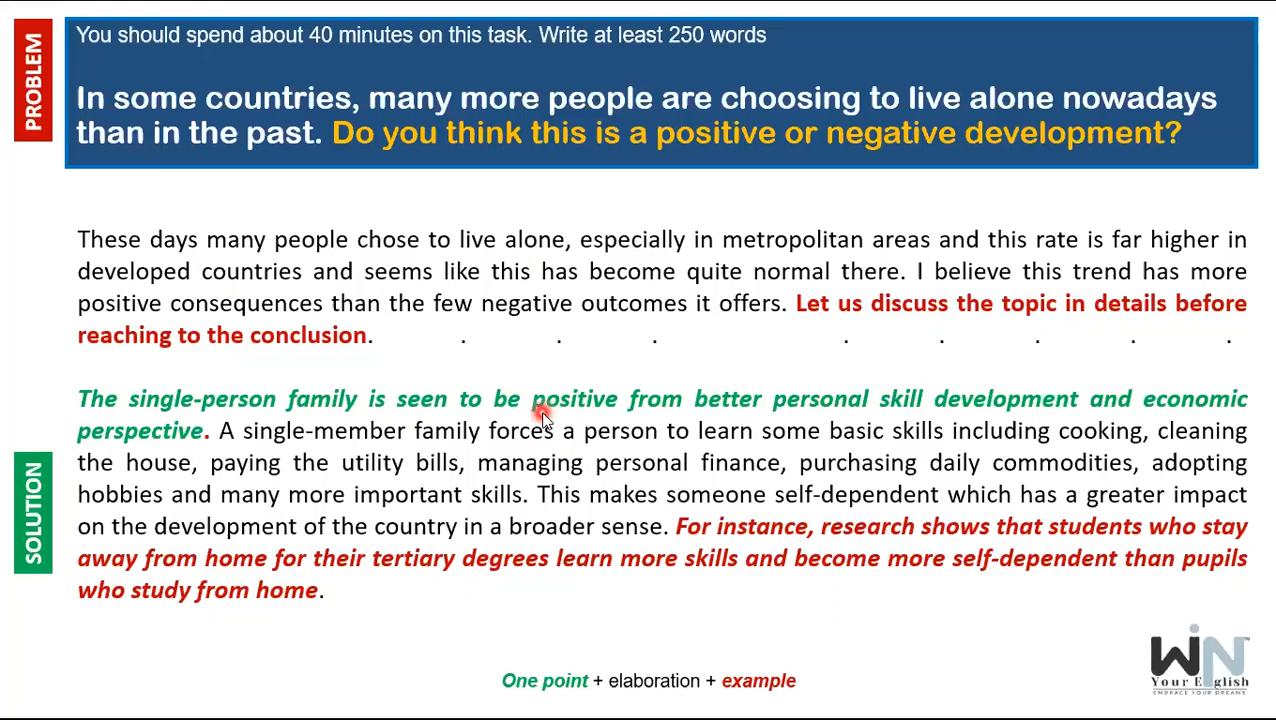 PROBLEM
You should spend about 40 minutes on this task. Write at least 250 words
In some countries, many more people are choosing to live alone nowadays
than in the past. Do you think this is a positive or negative development?
These days many people chose to live alone, especially in metropolitan areas and this rate is far higher in
developed countries and seems like this has become quite normal there. I believe this trend has more
positive consequences than the few negative outcomes it offers. Let us discuss the topic in details before
reaching to the conclusion. . . . . . . . .
The single-person family is seen to be positive from better personal skill development and economic
perspective. A single-member family forces a person to learn some basic skills including cooking, cleaning
the house, paying the utility bills, managing personal finance, purchasing daily commodities, adopting
hobbies and many more important skills. This makes someone self-dependent which has a greater impact
on the development of the country in a broader sense. For instance, research shows that students who stay
away from home for their tertiary degrees learn more skills and become more self-dependent than pupils
who study from home.
SOLUTION
One point + elaboration + example
WiN
Your English
EMBRACE YOUR DREAMS